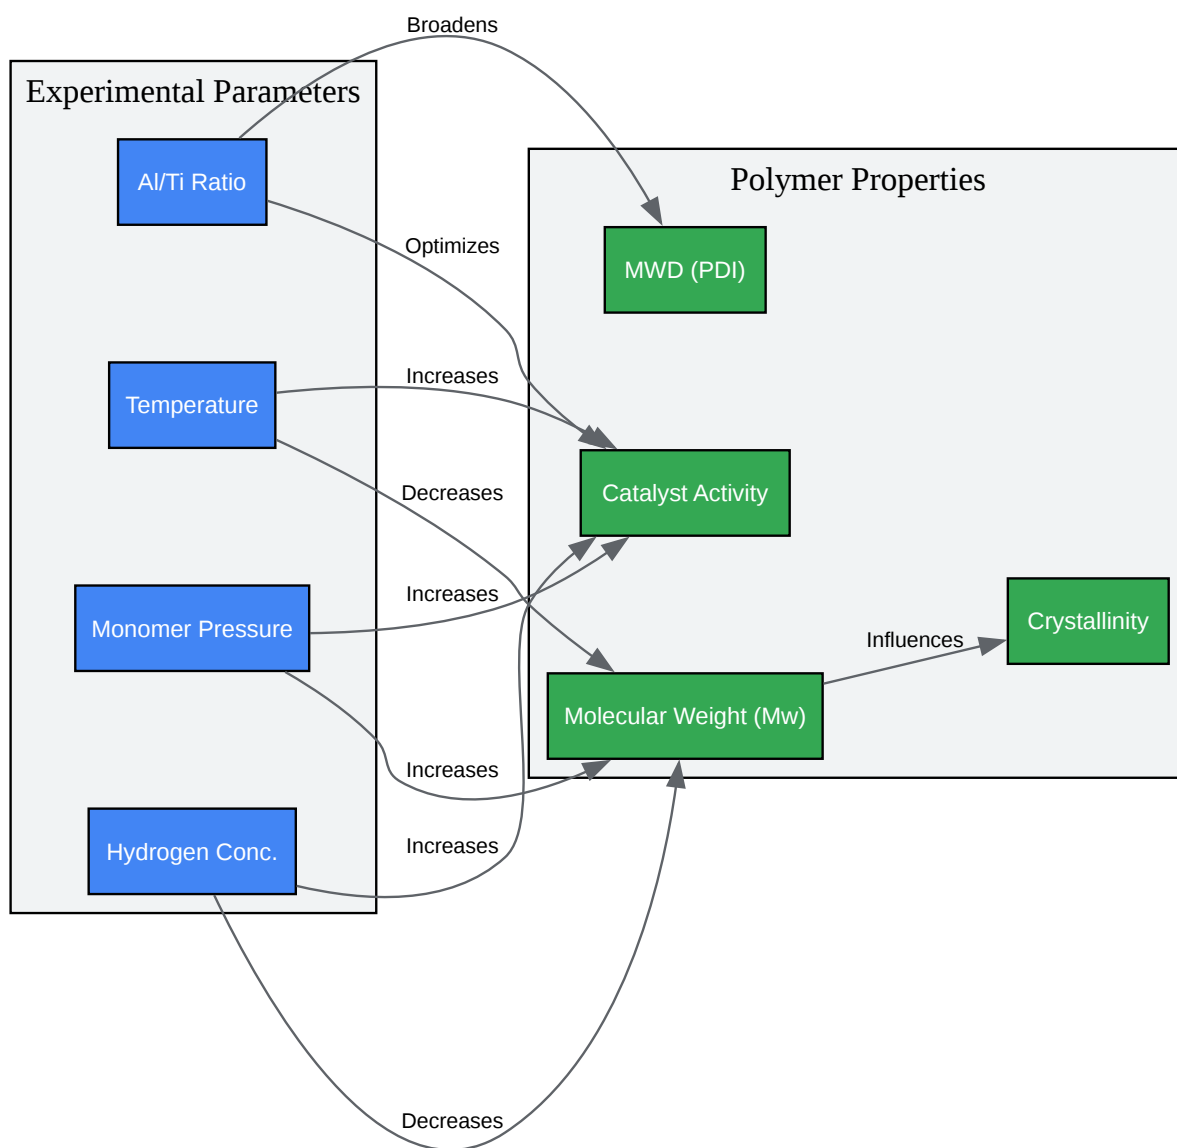 Broadens
Experimental Parameters
Al/Ti Ratio
Polymer Properties
Optimizes
MWD (PDI)
Increases
Temperature
Decreases
Catalyst Activity
Increases
Monomer Pressure
Crystallinity
Influences
Molecular Weight (Mw)
Increases
Increases
Hydrogen Conc.
Decreases